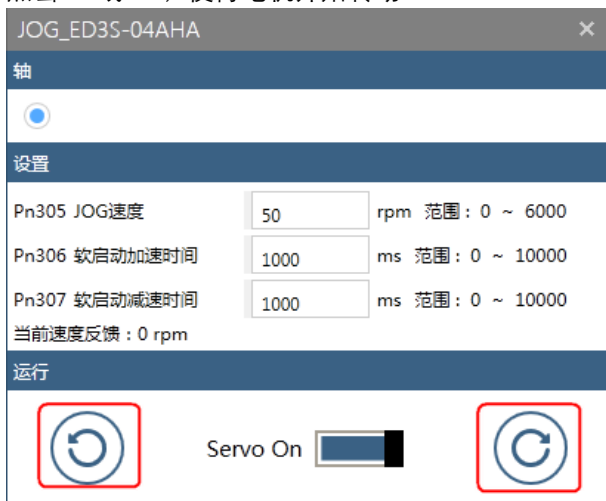 JOG_ED3S-04AHA ×
轴
设置
Pn305 JOG速度 50 rpm 范围：0 ~ 6000
Pn306 软启动加速时间 1000 ms 范围：0 ~ 10000
Pn307 软启动减速时间 1000 ms 范围：0 ~ 10000
当前速度反馈：0 rpm
运行
Servo On